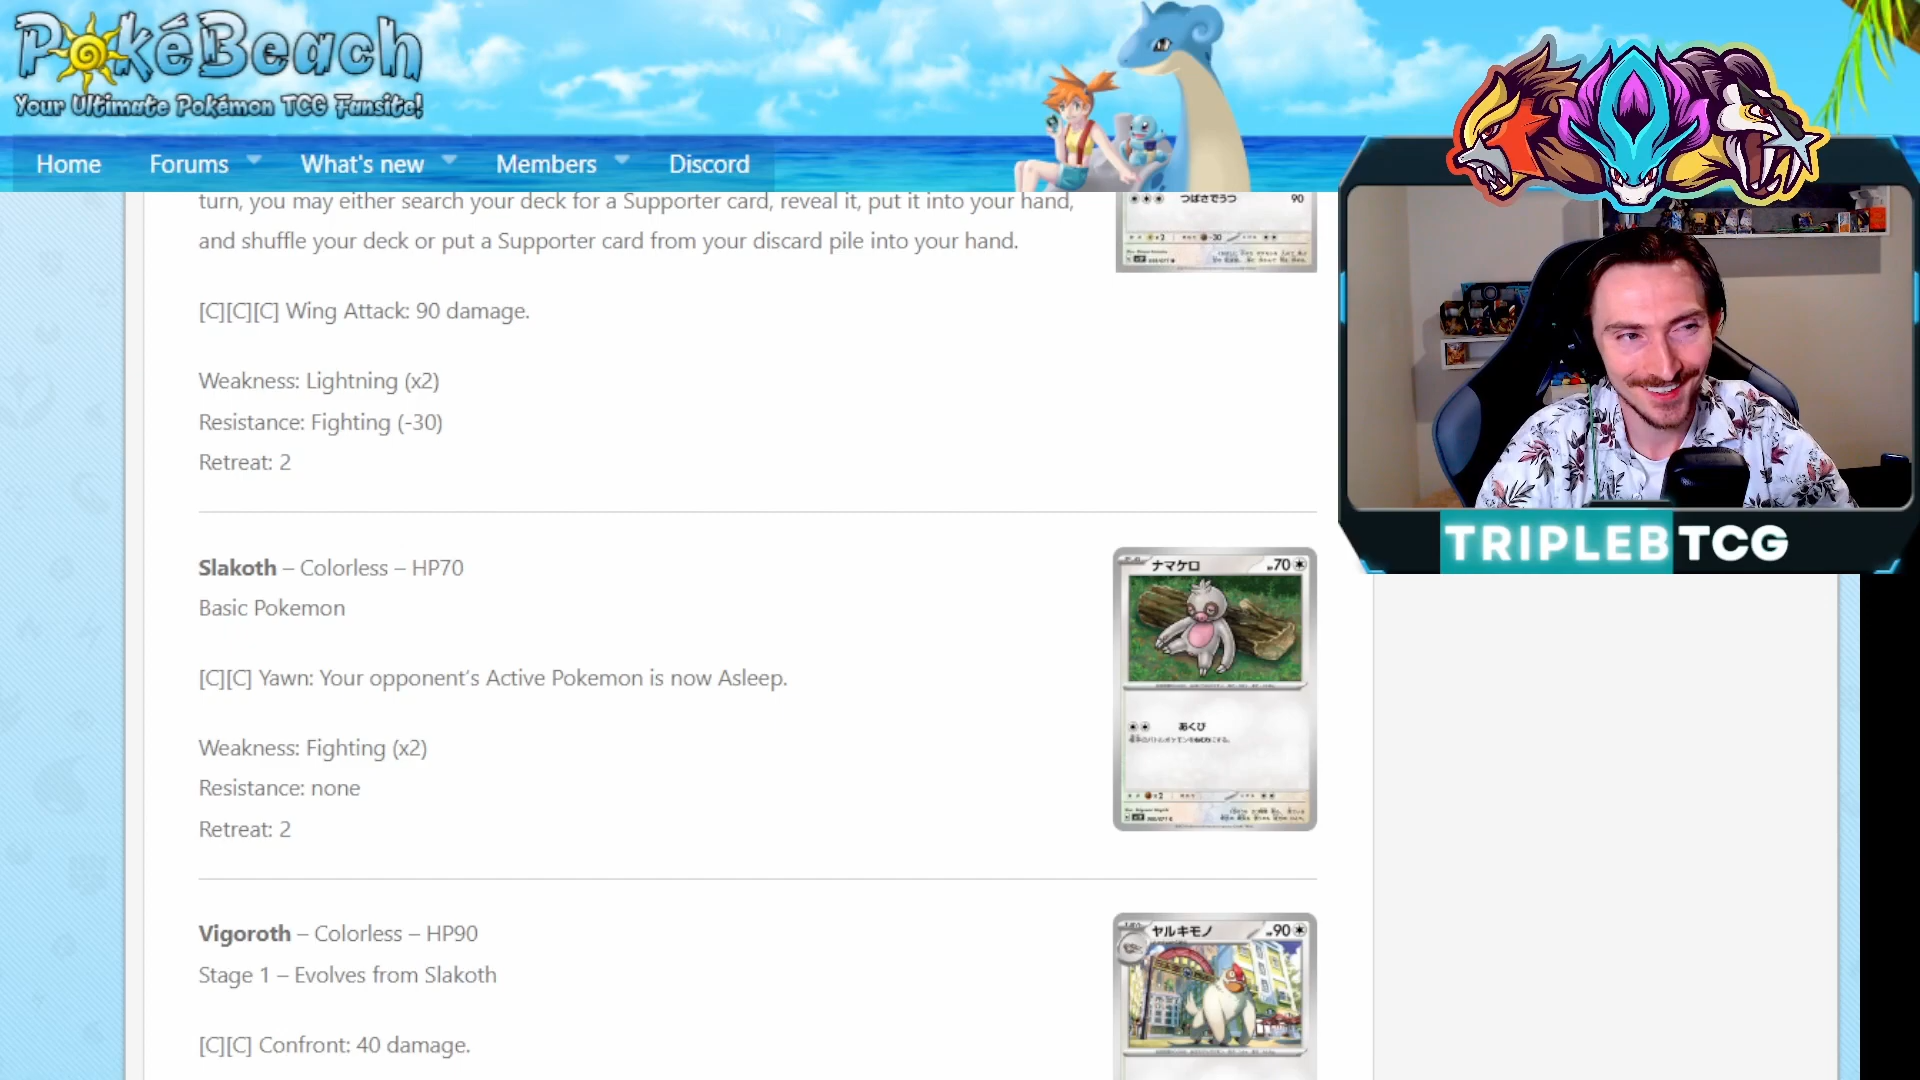 PokéBeach
Your Ultimate Pokémon TCG Fansite!
Home
Forums
What's new
Members
Discord
turn, you may either search your deck for a Supporter card, reveal it, put it into your hand,
and shuffle your deck or put a Supporter card from your discard pile into your hand.
つばさでうつ 90
×2 -30
[C][C][C] Wing Attack: 90 damage.
Weakness: Lightning (x2)
Resistance: Fighting (-30)
Retreat: 2
TRIPLEB TCG
Slakoth – Colorless – HP70
Basic Pokemon
[C][C] Yawn: Your opponent’s Active Pokemon is now Asleep.
Weakness: Fighting (x2)
Resistance: none
Retreat: 2
ナマケロ 70
あくび
×2
Vigoroth – Colorless – HP90
Stage 1 – Evolves from Slakoth
[C][C] Confront: 40 damage.
ヤルキモノ 90